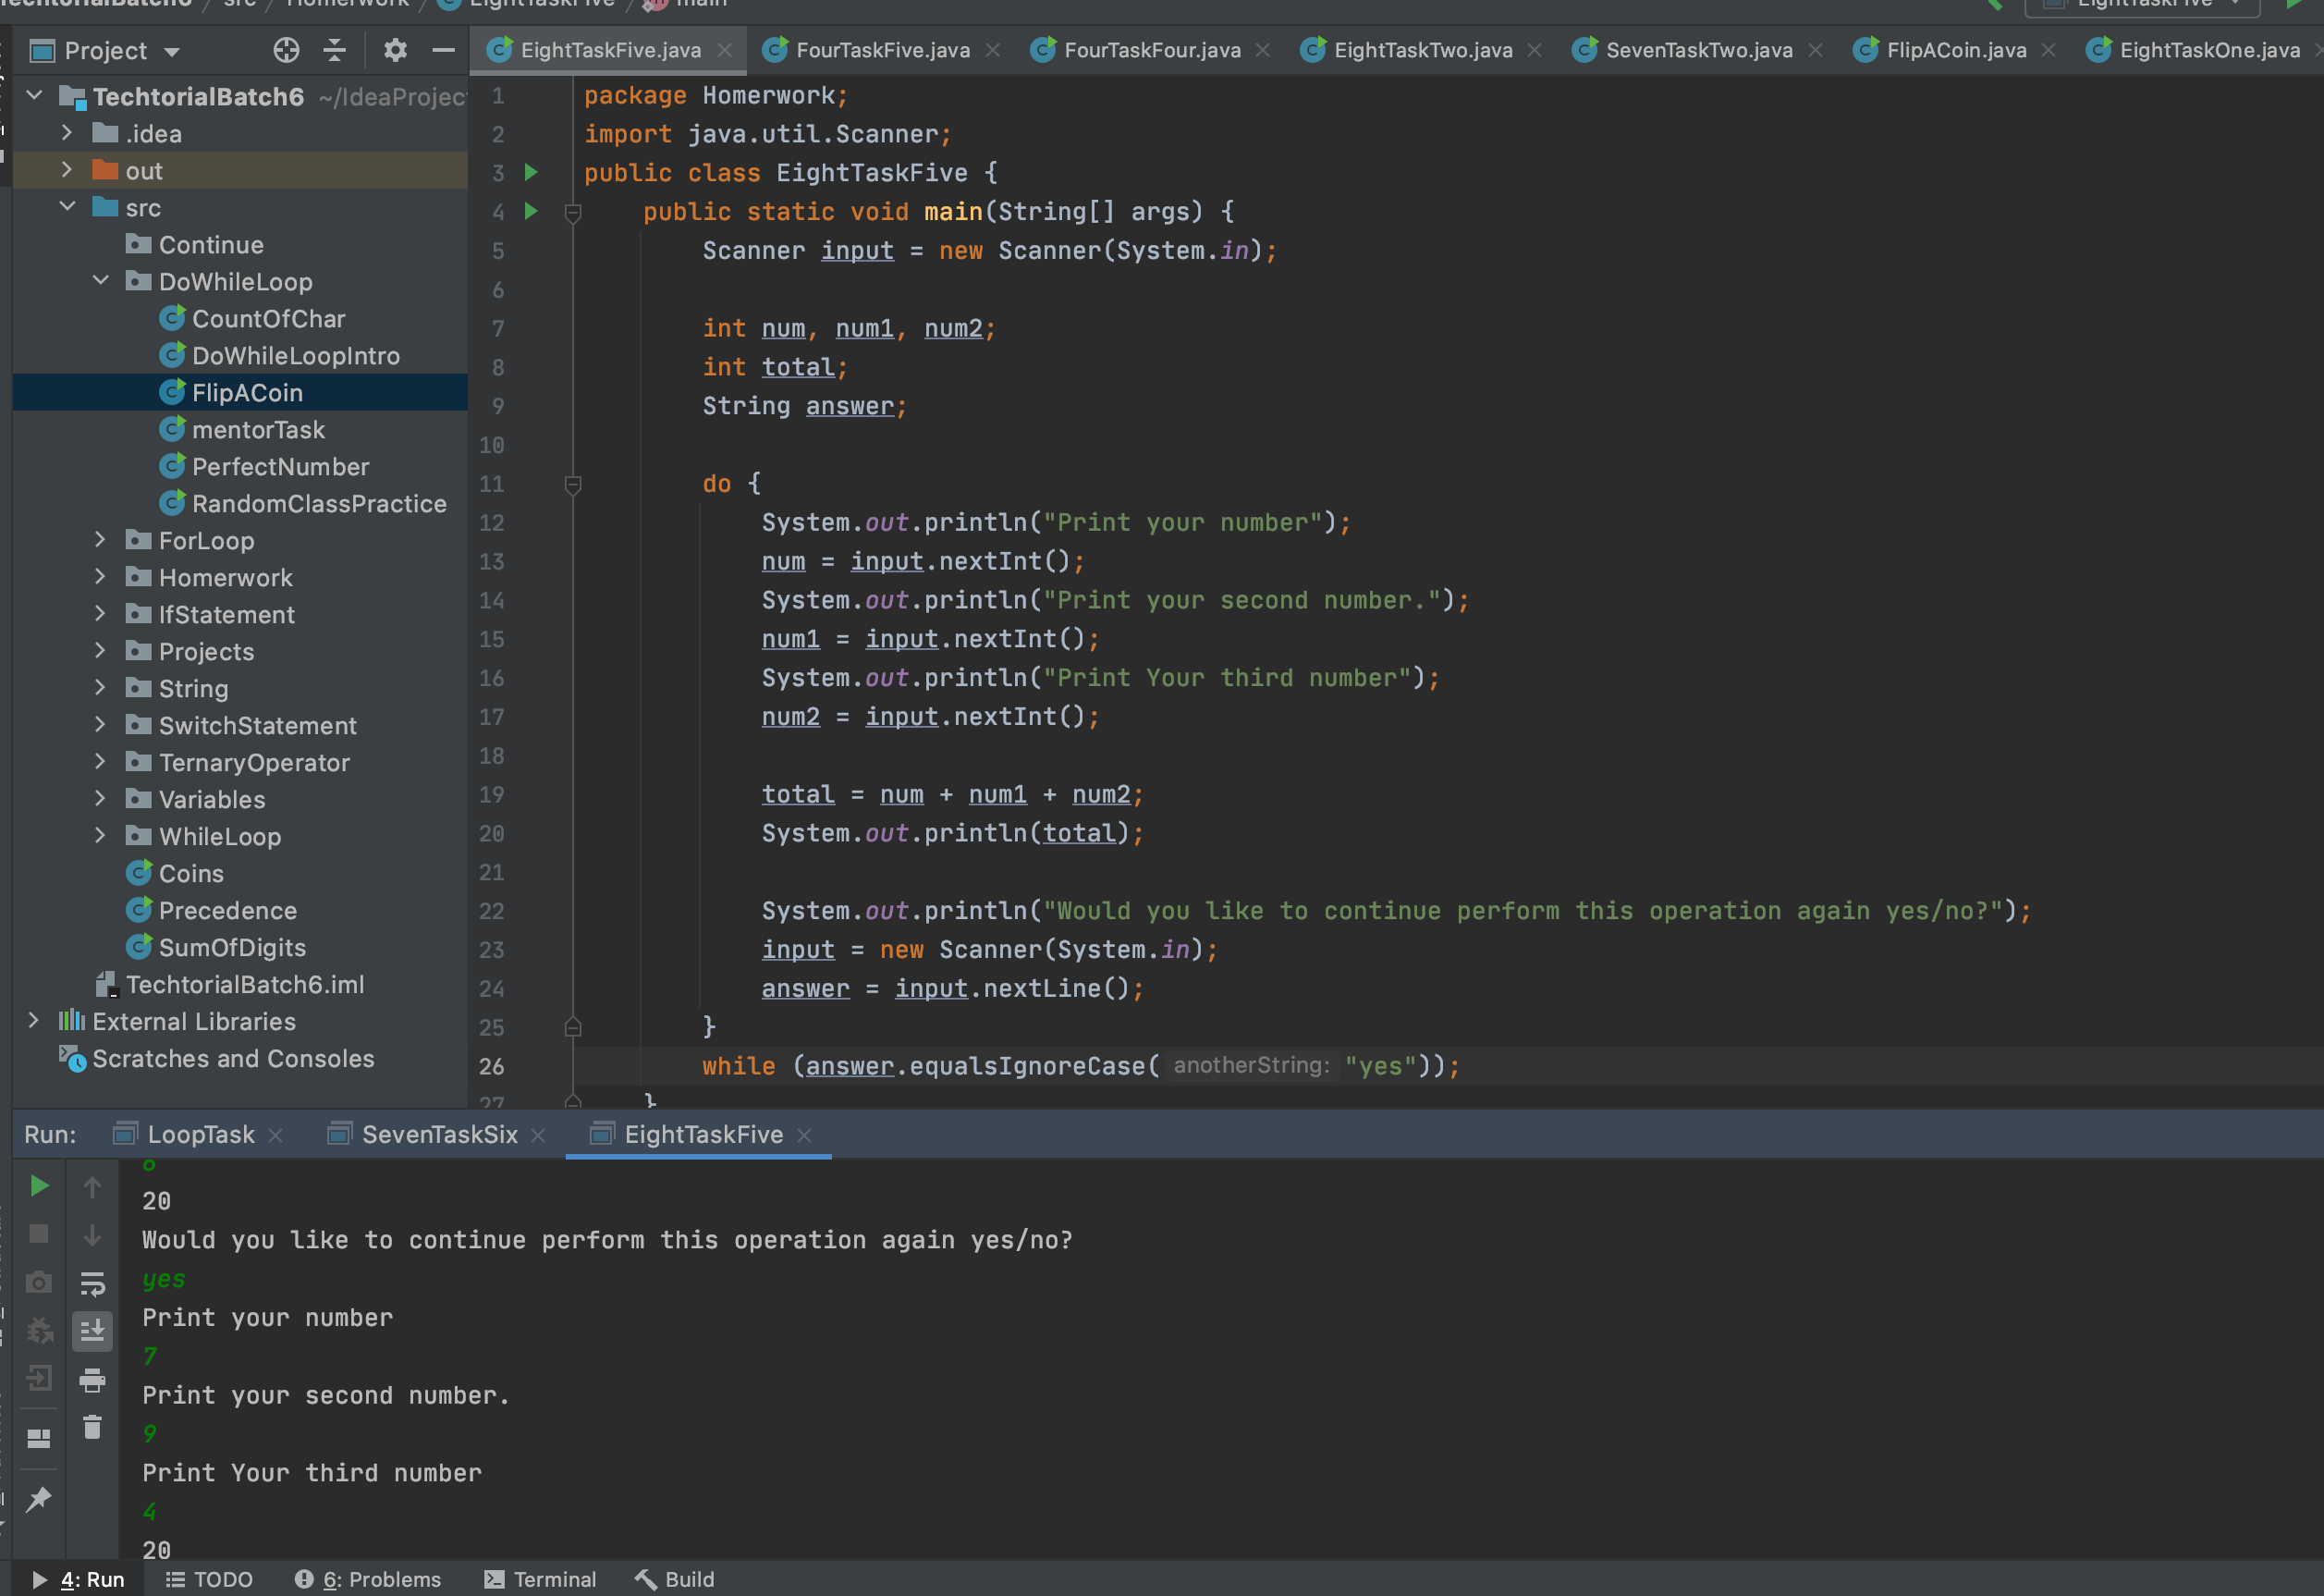 src / Homerwork / EightTaskFive / main
EightTaskFive
Project
EightTaskFive.java FourTaskFive.java FourTaskFour.java EightTaskTwo.java SevenTaskTwo.java FlipACoin.java EightTaskOne.java
TechtorialBatch6 ~/IdeaProjec
.idea
out
src
Continue
DoWhileLoop
CountOfChar
DoWhileLoopIntro
FlipACoin
mentorTask
PerfectNumber
RandomClassPractice
ForLoop
Homerwork
IfStatement
Projects
String
SwitchStatement
TernaryOperator
Variables
WhileLoop
Coins
Precedence
SumOfDigits
TechtorialBatch6.iml
External Libraries
Scratches and Consoles
1 package Homerwork;
2 import java.util.Scanner;
3 public class EightTaskFive {
4 public static void main(String[] args) {
5 Scanner input = new Scanner(System.in);
6
7 int num, num1, num2;
8 int total;
9 String answer;
10
11 do {
12 System.out.println("Print your number");
13 num = input.nextInt();
14 System.out.println("Print your second number.");
15 num1 = input.nextInt();
16 System.out.println("Print Your third number");
17 num2 = input.nextInt();
18
19 total = num + num1 + num2;
20 System.out.println(total);
21
22 System.out.println("Would you like to continue perform this operation again yes/no?");
23 input = new Scanner(System.in);
24 answer = input.nextLine();
25 }
26 while (answer.equalsIgnoreCase( anotherString: "yes"));
27 }
Run: LoopTask SevenTaskSix EightTaskFive
20
Would you like to continue perform this operation again yes/no?
yes
Print your number
7
Print your second number.
9
Print Your third number
4
20
4: Run TODO 6: Problems Terminal Build